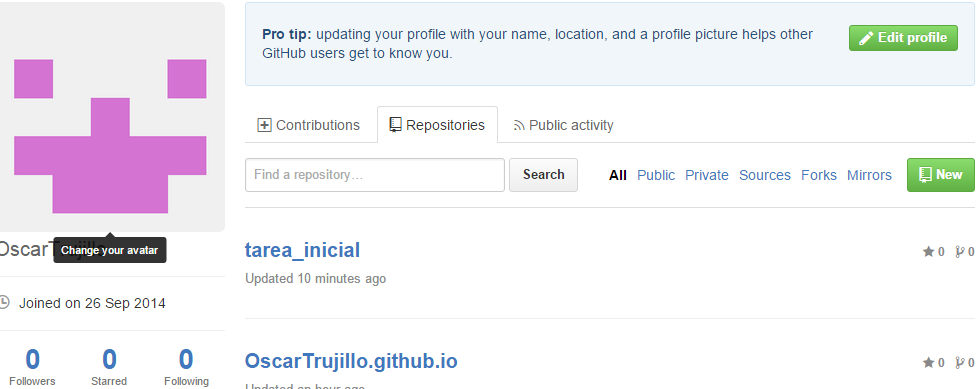 Pro tip: updating your profile with your name, location, and a profile picture helps other
GitHub users get to know you.
Edit profile
Contributions
Repositories
Public activity
Find a repository...
Search
All Public Private Sources Forks Mirrors
New
OscarTrujillo
Change your avatar
Joined on 26 Sep 2014
0 0 0
Followers Starred Following
tarea_inicial
0 0
Updated 10 minutes ago
OscarTrujillo.github.io
0 0
Updated an hour ago